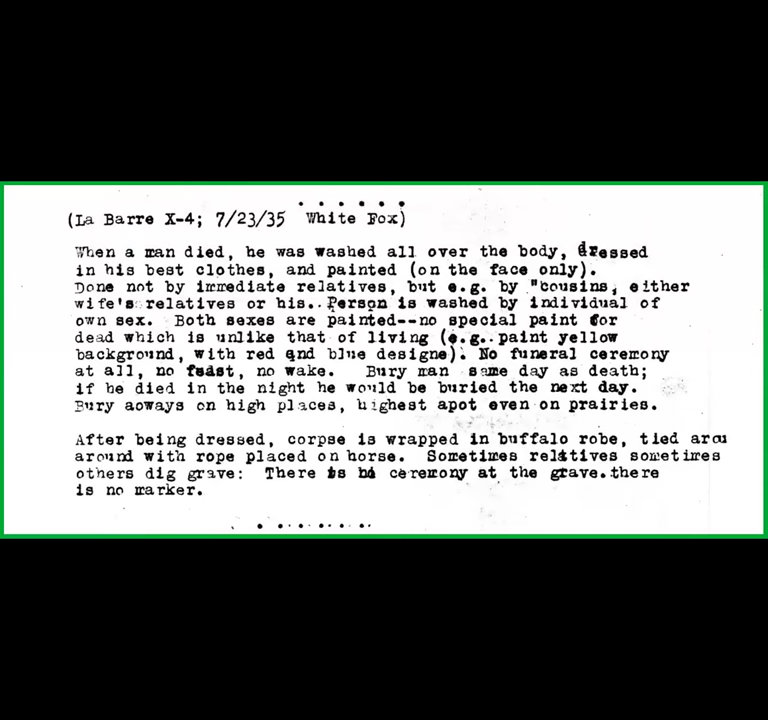 (La Barre X-4; 7/23/35 White Fox)
When a man died, he was washed all over the body, dressed
in his best clothes, and painted (on the face only).
Done not by immediate relatives, but e.g. by "cousins, either
wife's relatives or his.. Person is washed by individual of
own sex. Both sexes are painted--no special paint for
dead which is unlike that of living (e.g. paint yellow
background, with red and blue designe). No funeral ceremony
at all, no feast, no wake. Bury man same day as death;
if he died in the night he would be buried the next day.
Bury aoways on high places, highest apot even on prairies.
After being dressed, corpse is wrapped in buffalo robe, tied arou
around with rope placed on horse. Sometimes relatives sometimes
others dig grave: There is no ceremony at the grave. there
is no marker.